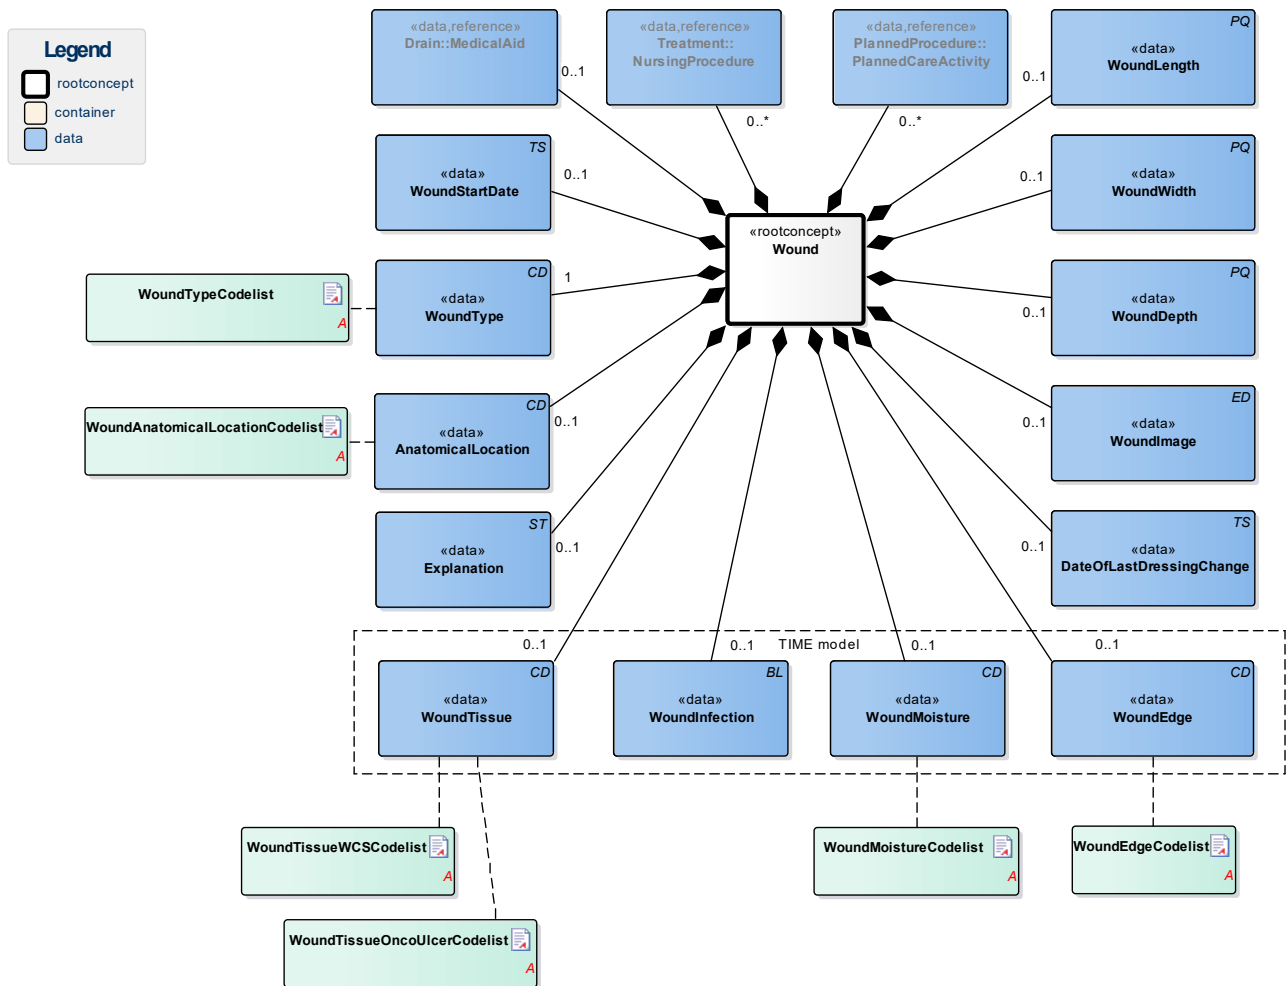 Legend
rootconcept
container
data
«data,reference»
Drain::MedicalAid
0..1
«data,reference»
Treatment::
NursingProcedure
0..*
«data,reference»
PlannedProcedure::
PlannedCareActivity
0..*
PQ
«data»
WoundLength
0..1
TS
«data»
WoundStartDate
0..1
PQ
«data»
WoundWidth
0..1
«rootconcept»
Wound
WoundTypeCodelist
A
CD
«data»
WoundType
1
PQ
«data»
WoundDepth
0..1
WoundAnatomicalLocationCodelist
A
CD
«data»
AnatomicalLocation
0..1
ED
«data»
WoundImage
0..1
ST
«data»
Explanation
0..1
TS
«data»
DateOfLastDressingChange
0..1
TIME model
0..1
CD
«data»
WoundTissue
0..1
BL
«data»
WoundInfection
0..1
CD
«data»
WoundMoisture
0..1
CD
«data»
WoundEdge
WoundTissueWCSCodelist
A
WoundMoistureCodelist
A
WoundEdgeCodelist
A
WoundTissueOncoUlcerCodelist
A